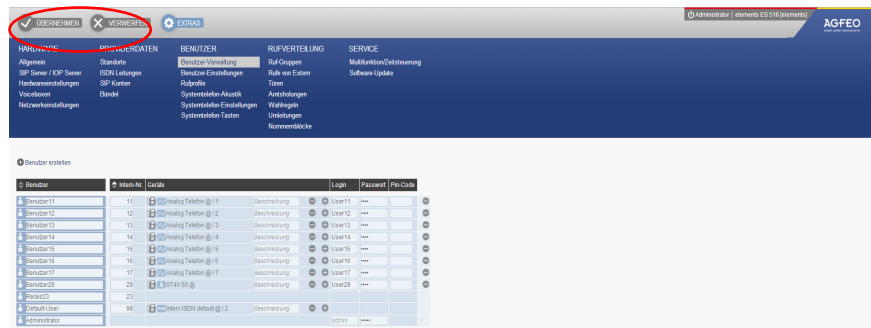 ÜBERNEHMEN VERWERFEN EXTRAS Administrator elements ES 516 [elements] AGFEO
HARDWARE PROVIDERDATEN BENUTZER RUFVERTEILUNG SERVICE
Allgemein Standorte Benutzer-Verwaltung Ruf-Gruppen Multifunktion/Zeitsteuerung
SIP Server / IOP Server ISDN Leitungen Benutzer-Einstellungen Rufe von Extern Software-Update
Hardwareeinstellungen SIP Konten Rufprofile Türen
Voiceboxen Bündel Systemtelefon-Akustik Amtsholungen
Netzwerkeinstellungen Systemtelefon-Einstellungen Wahlregeln
Systemtelefon-Tasten Umleitungen
Nummernblöcke
Benutzer erstellen
Benutzer Intern-Nr. Geräte Login Passwort Pin-Code
Benutzer11 11 Analog Telefon @ / 1 Beschreibung User11 ••••
Benutzer12 12 Analog Telefon @ / 2 Beschreibung User12 ••••
Benutzer13 13 Analog Telefon @ / 3 Beschreibung User13 ••••
Benutzer14 14 Analog Telefon @ / 4 Beschreibung User14 ••••
Benutzer15 15 Analog Telefon @ / 5 Beschreibung User15 ••••
Benutzer16 16 Analog Telefon @ / 6 Beschreibung User16 ••••
Benutzer17 17 Analog Telefon @ / 7 Beschreibung User17 ••••
Benutzer29 29 ST40 S0 @ Beschreibung User29 ••••
Relais23 23
Default-User 98 Intern ISDN default @ / 2 Beschreibung
Administrator admin •••••